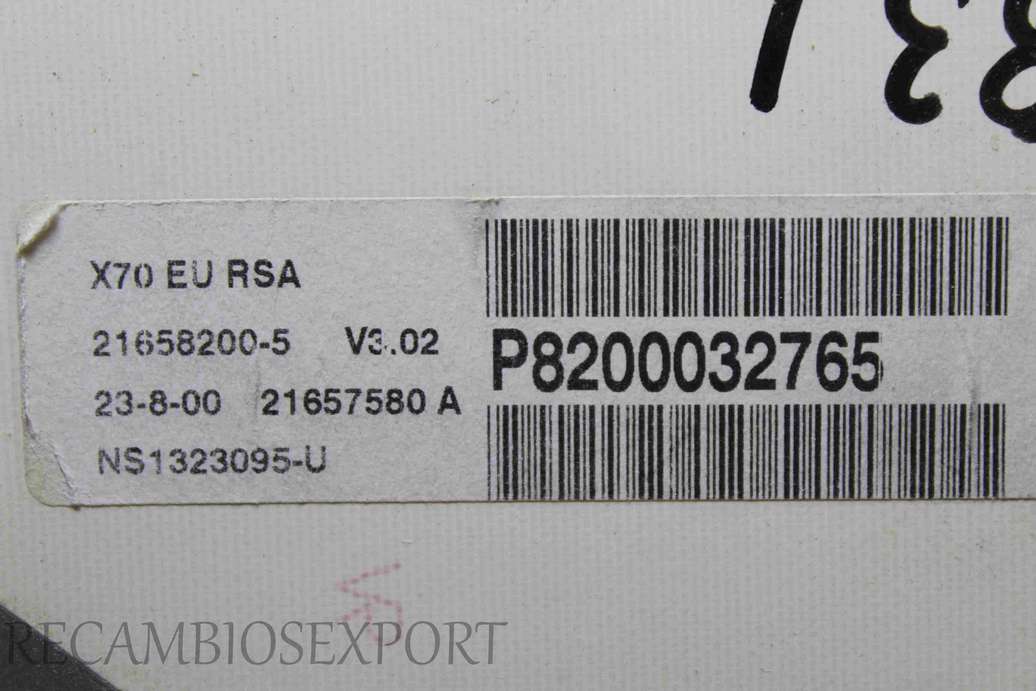 X70 EU RSA
21658200-5 V3.02
23-8-00 21657580 A
NS1323095-U
P8200032765
RECAMBIOSEXPORT